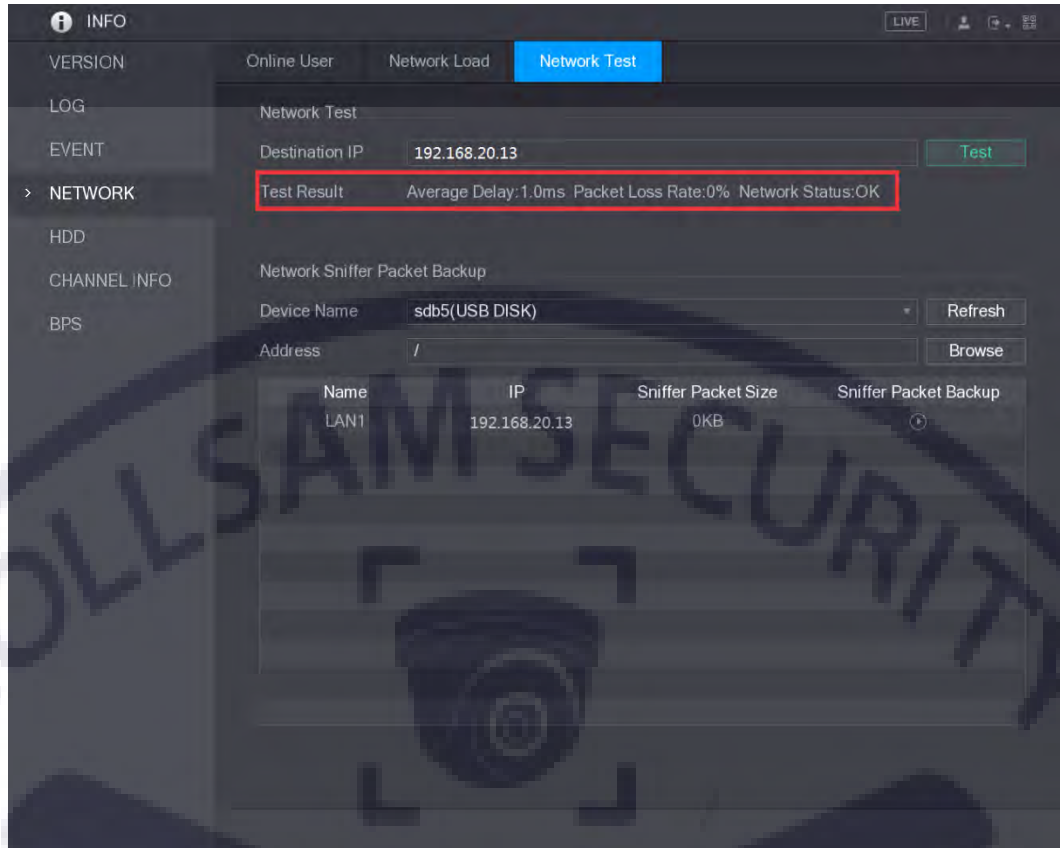 INFO
LIVE
VERSION
LOG
EVENT
NETWORK
HDD
CHANNEL INFO
BPS
Online User Network Load Network Test
Network Test
Destination IP 192.168.20.13 Test
Test Result Average Delay:1.0ms Packet Loss Rate:0% Network Status:OK
Network Sniffer Packet Backup
Device Name sdb5(USB DISK) Refresh
Address / Browse
Name IP Sniffer Packet Size Sniffer Packet Backup
LAN1 192.168.20.13 0KB
OLLSAM SECURITY